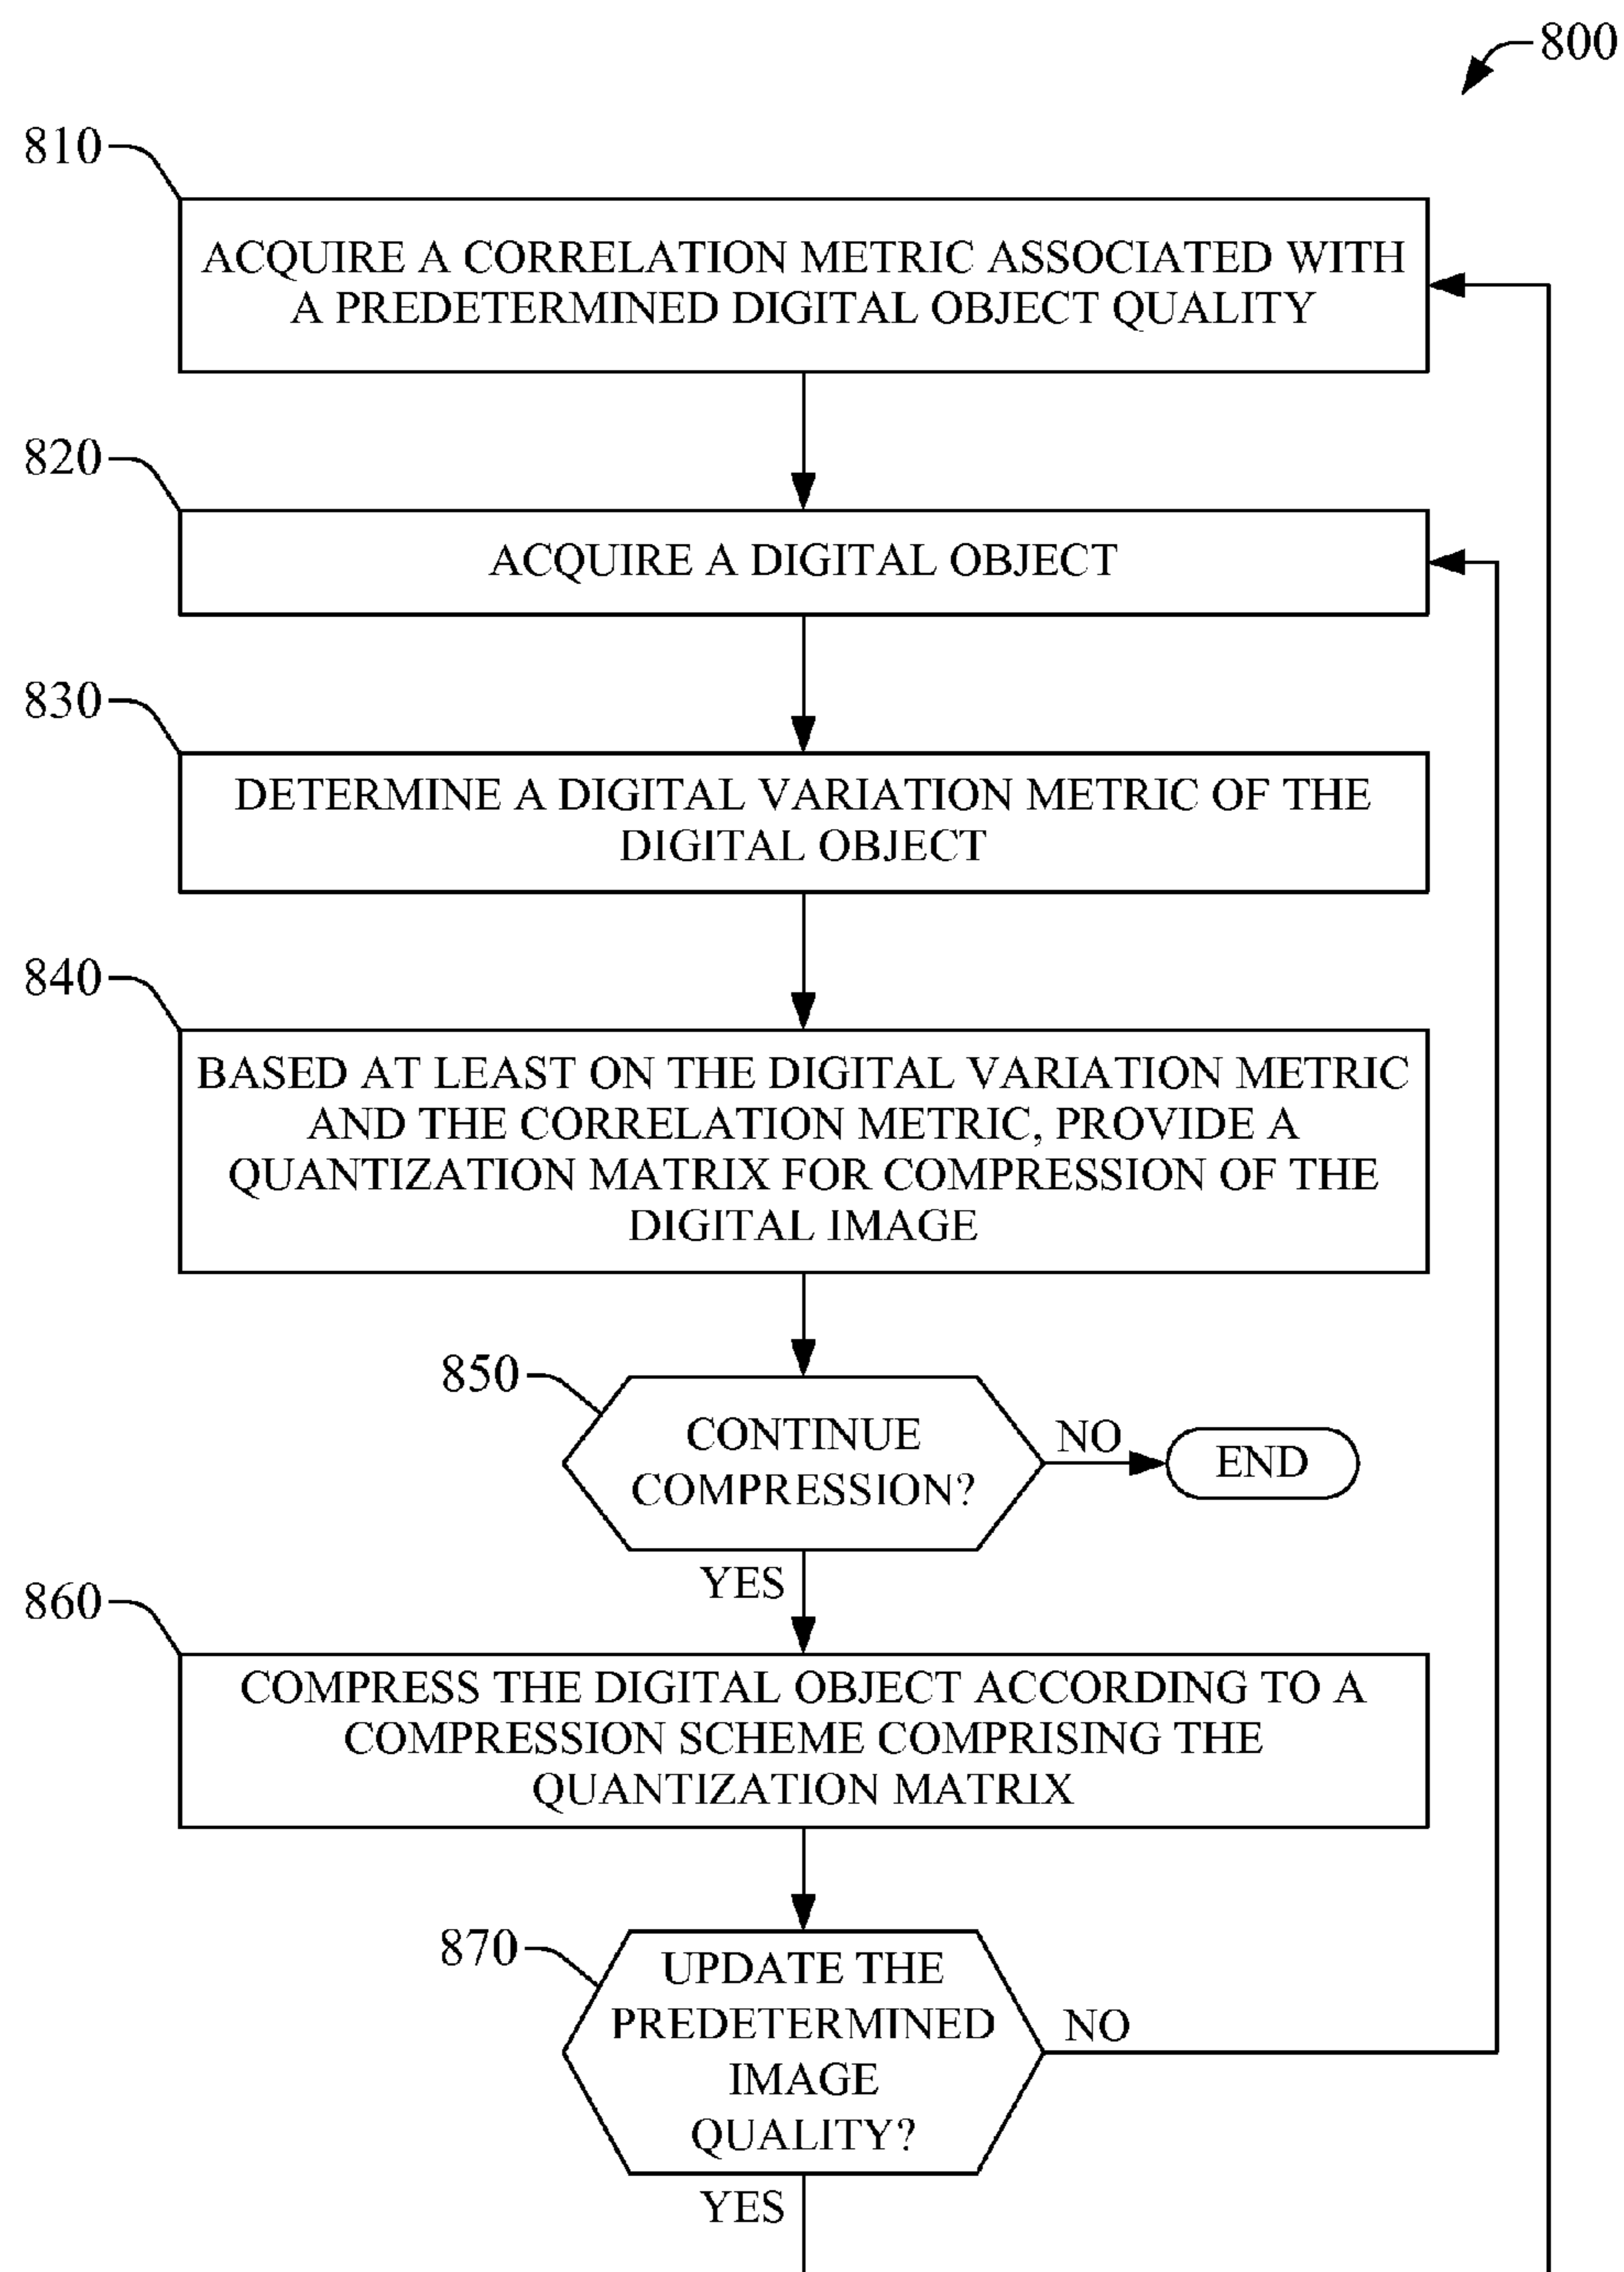 800
810
ACQUIRE A CORRELATION METRIC ASSOCIATED WITH
A PREDETERMINED DIGITAL OBJECT QUALITY
820
ACQUIRE A DIGITAL OBJECT
830
DETERMINE A DIGITAL VARIATION METRIC OF THE
DIGITAL OBJECT
840
BASED AT LEAST ON THE DIGITAL VARIATION METRIC
AND THE CORRELATION METRIC, PROVIDE A
QUANTIZATION MATRIX FOR COMPRESSION OF THE
DIGITAL IMAGE
850
CONTINUE
COMPRESSION?
NO
END
YES
860
COMPRESS THE DIGITAL OBJECT ACCORDING TO A
COMPRESSION SCHEME COMPRISING THE
QUANTIZATION MATRIX
870
UPDATE THE
PREDETERMINED
IMAGE
QUALITY?
NO
YES